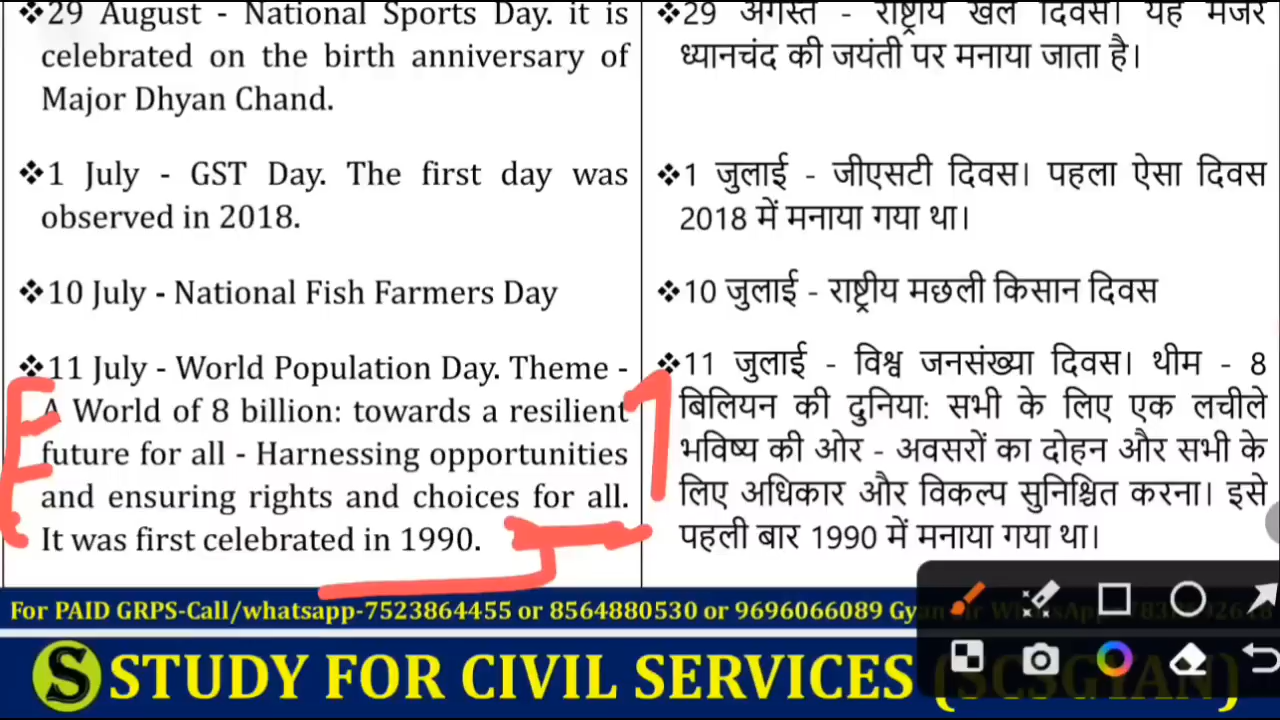 ❖29 August - National Sports Day. it is
celebrated on the birth anniversary of
Major Dhyan Chand.
❖1 July - GST Day. The first day was
observed in 2018.
❖10 July - National Fish Farmers Day
❖11 July - World Population Day. Theme -
A World of 8 billion: towards a resilient
future for all - Harnessing opportunities
and ensuring rights and choices for all.
It was first celebrated in 1990.
❖29 अगस्त - राष्ट्रीय खेल दिवस। यह मेजर
ध्यानचंद की जयंती पर मनाया जाता है।
❖1 जुलाई - जीएसटी दिवस। पहला ऐसा दिवस
2018 में मनाया गया था।
❖10 जुलाई - राष्ट्रीय मछली किसान दिवस
❖11 जुलाई - विश्व जनसंख्या दिवस। थीम - 8
बिलियन की दुनिया: सभी के लिए एक लचीले
भविष्य की ओर - अवसरों का दोहन और सभी के
लिए अधिकार और विकल्प सुनिश्चित करना। इसे
पहली बार 1990 में मनाया गया था।
For PAID GRPS-Call/whatsapp-7523864455 or 8564880530 or 9696066089
S STUDY FOR CIVIL SERVICES (SCSGYAN)